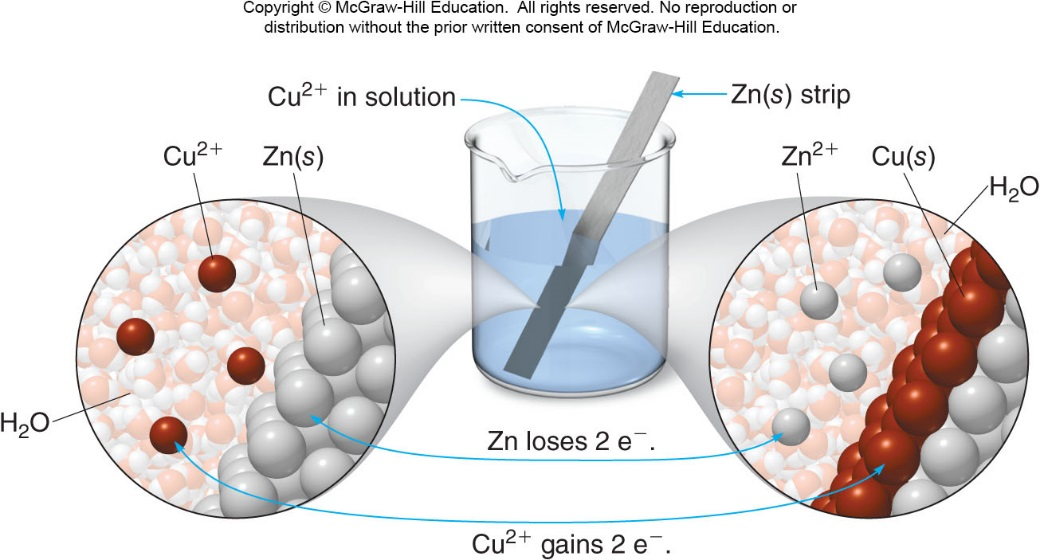 Copyright © McGraw-Hill Education. All rights reserved. No reproduction or
distribution without the prior written consent of McGraw-Hill Education.
Cu²⁺ in solution
Zn(s) strip
Cu²⁺
Zn(s)
Zn²⁺
Cu(s)
H₂O
H₂O
Zn loses 2 e⁻.
Cu²⁺ gains 2 e⁻.